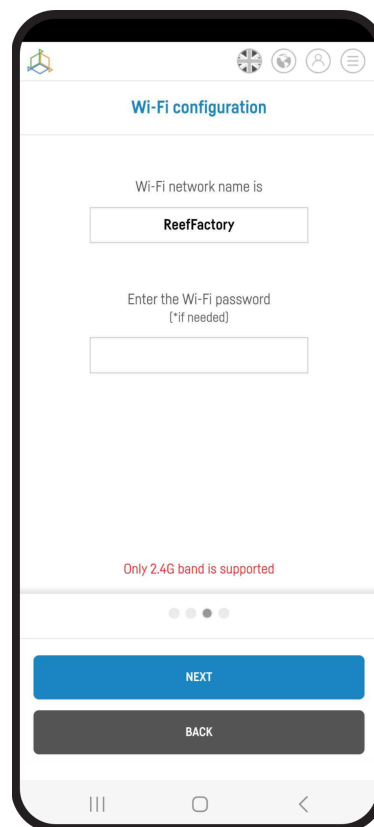 Wi-Fi configuration
Wi-Fi network name is
ReefFactory
Enter the Wi-Fi password
(*if needed)
Only 2.4G band is supported
NEXT
BACK